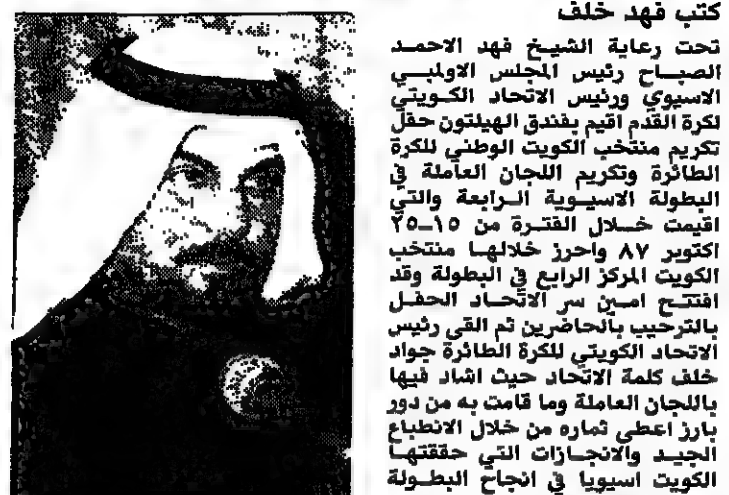 كتب فهد خلف
تحت رعاية الشيخ فهد الاحمد
الصباح رئيس المجلس الاولمبي
الاسيوي ورئيس الاتحاد الكويتي
لكرة القدم اقيم بفندق الهيلتون حفل
تكريم منتخب الكويت الوطني للكرة
الطائرة وتكريم اللجان العاملة في
البطولة الاسيوية الرابعة والتي
اقيمت خلال الفترة من ١٥ـ٢٥
اكتوبر ٨٧ واحرز خلالها منتخب
الكويت المركز الرابع في البطولة وقد
افتتح امين سر الاتحاد الحفل
بالترحيب بالحاضرين ثم القى رئيس
الاتحاد الكويتي للكرة الطائرة جواد
خلف كلمة الاتحاد حيث اشاد فيها
باللجان العاملة وما قامت به من دور
بارز اعطى ثماره من خلال الانطباع
الجيد والانجازات التي حققتها
الكويت اسيويا في انجاح البطولة